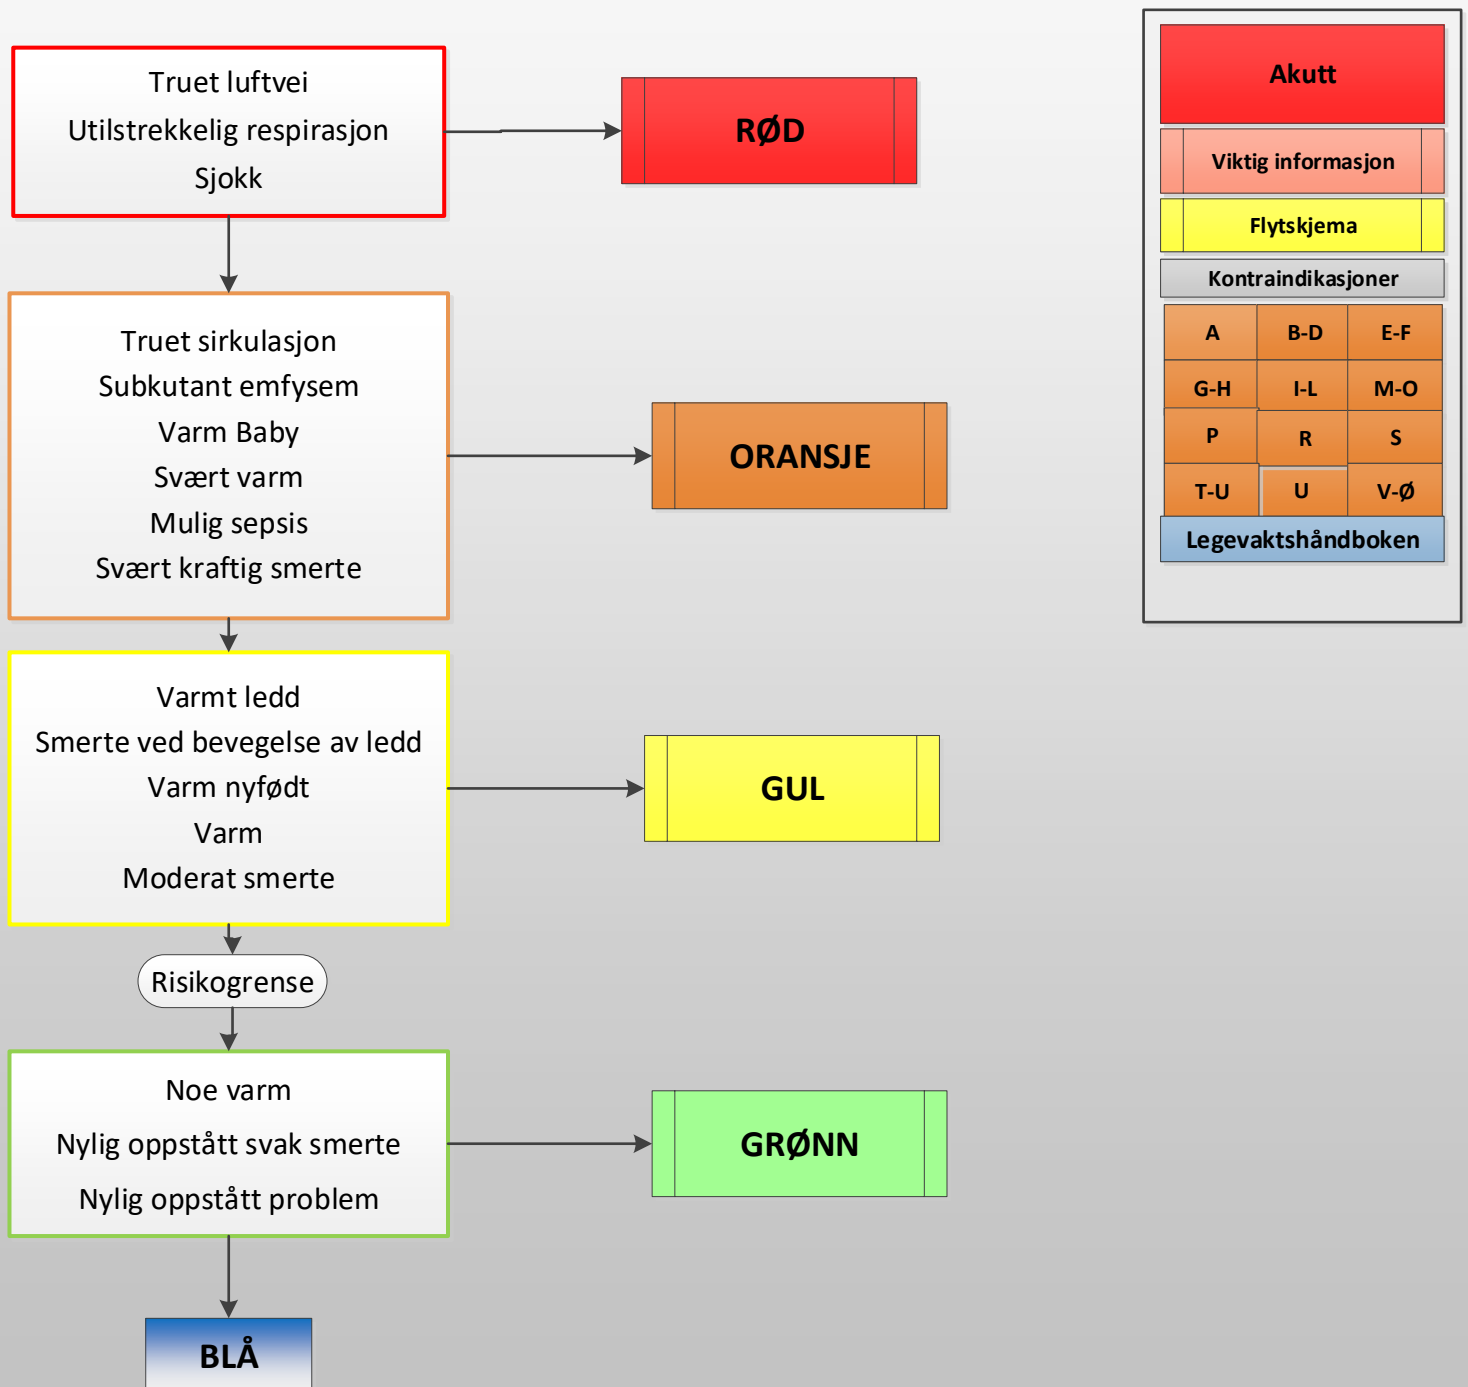 Truet luftvei
Utilstrekkelig respirasjon
Sjokk
RØD
Truet sirkulasjon
Subkutant emfysem
Varm Baby
Svært varm
Mulig sepsis
Svært kraftig smerte
ORANSJE
Varmt ledd
Smerte ved bevegelse av ledd
Varm nyfødt
Varm
Moderat smerte
GUL
Risikogrense
Noe varm
Nylig oppstått svak smerte
Nylig oppstått problem
GRØNN
BLÅ
Akutt
Viktig informasjon
Flytskjema
Kontraindikasjoner
A B-D E-F
G-H I-L M-O
P R S
T-U U V-Ø
Legevaktshåndboken